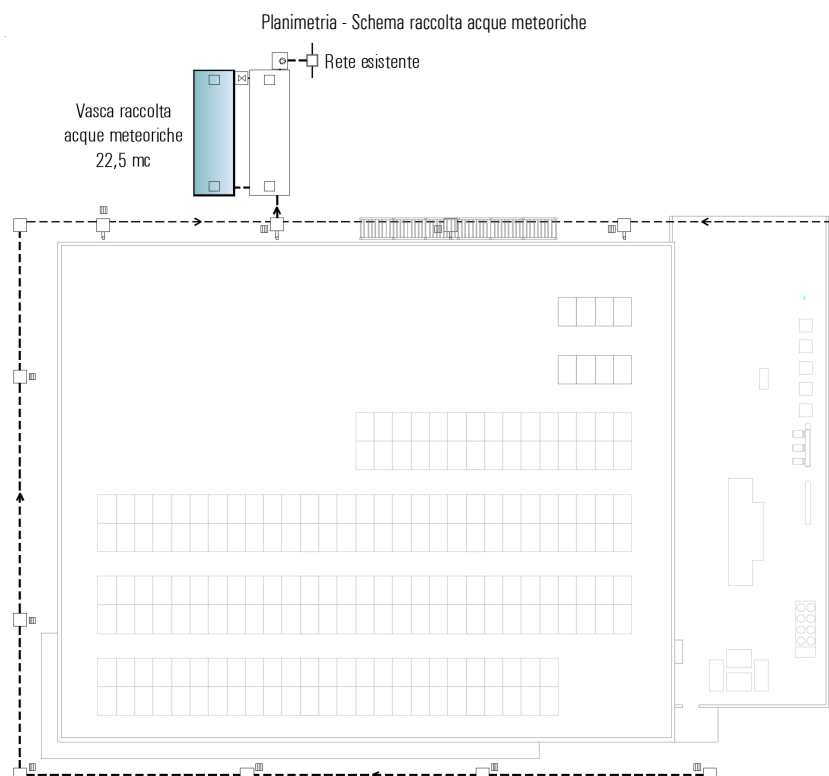 Planimetria - Schema raccolta acque meteoriche
Rete esistente
Vasca raccolta
acque meteoriche
22,5 mc